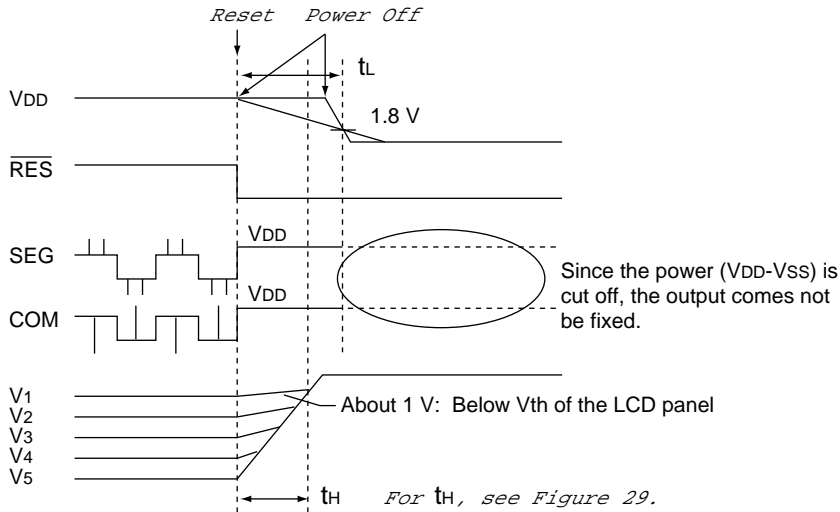 Reset Power Off
tL
VDD
1.8 V
RES
VDD
SEG
Since the power (VDD-VSS) is
cut off, the output comes not
be fixed.
VDD
COM
V1
About 1 V: Below Vth of the LCD panel
V2
V3
V4
V5
tH For tH, see Figure 29.